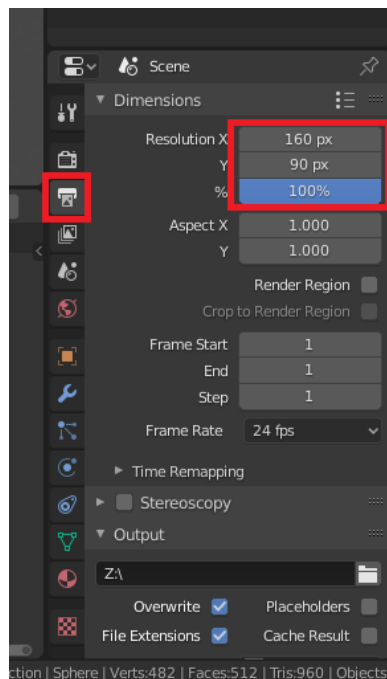 Scene
Dimensions
Resolution X 160 px
Y 90 px
% 100%
Aspect X 1.000
Y 1.000
Render Region
Crop to Render Region
Frame Start 1
End 1
Step 1
Frame Rate 24 fps
Time Remapping
Stereoscopy
Output
Z:\
Overwrite Placeholders
File Extensions Cache Result
ction | Sphere | Verts:482 | Faces:512 | Tris:960 | Objects